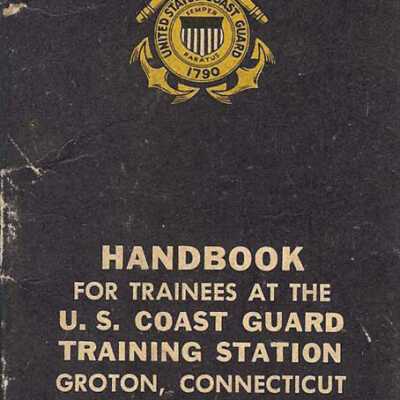 UNITED STATES COAST GUARD
SEMPER
PARATUS
1790
HANDBOOK
FOR TRAINEES AT THE
U. S. COAST GUARD
TRAINING STATION
GROTON, CONNECTICUT